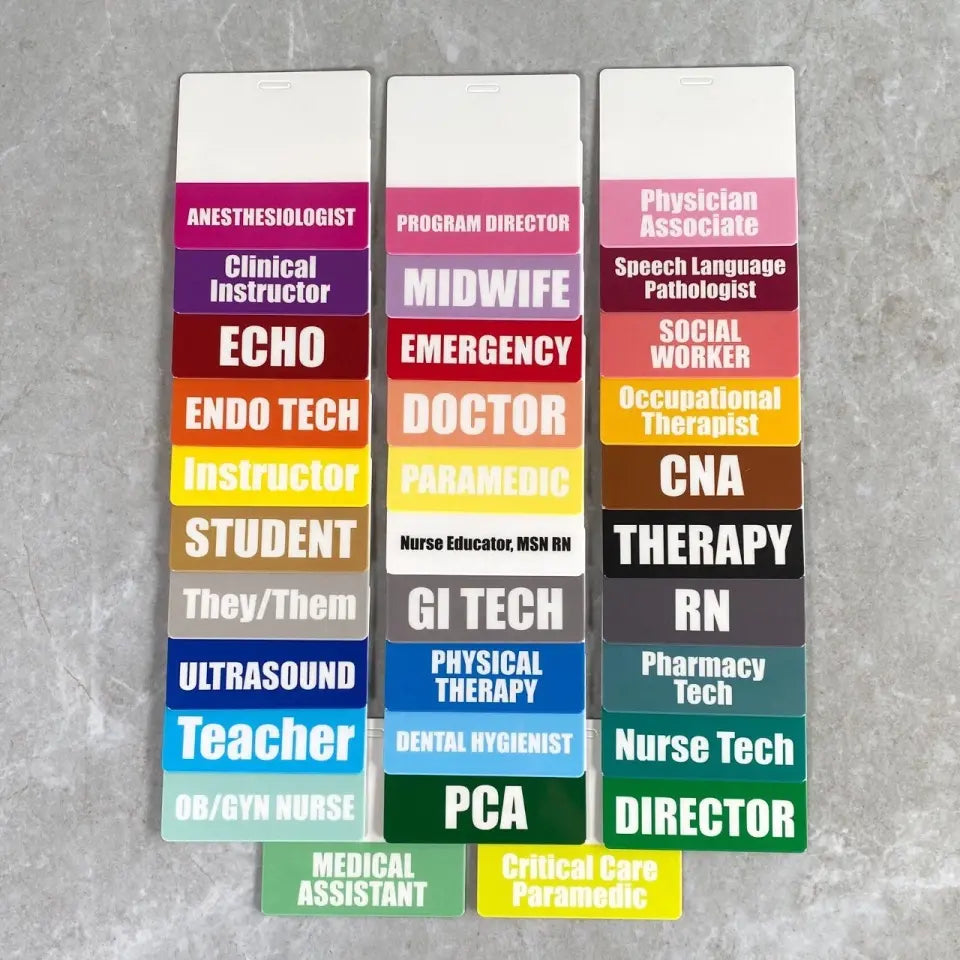 ANESTHESIOLOGIST
Clinical
Instructor
ECHO
ENDO TECH
Instructor
STUDENT
They/Them
ULTRASOUND
Teacher
OB/GYN NURSE
MEDICAL
ASSISTANT
PROGRAM DIRECTOR
MIDWIFE
EMERGENCY
DOCTOR
PARAMEDIC
Nurse Educator, MSN RN
GI TECH
PHYSICAL
THERAPY
DENTAL HYGIENIST
PCA
Physician
Associate
Speech Language
Pathologist
SOCIAL
WORKER
Occupational
Therapist
CNA
THERAPY
RN
Pharmacy
Tech
Nurse Tech
DIRECTOR
Critical Care
Paramedic